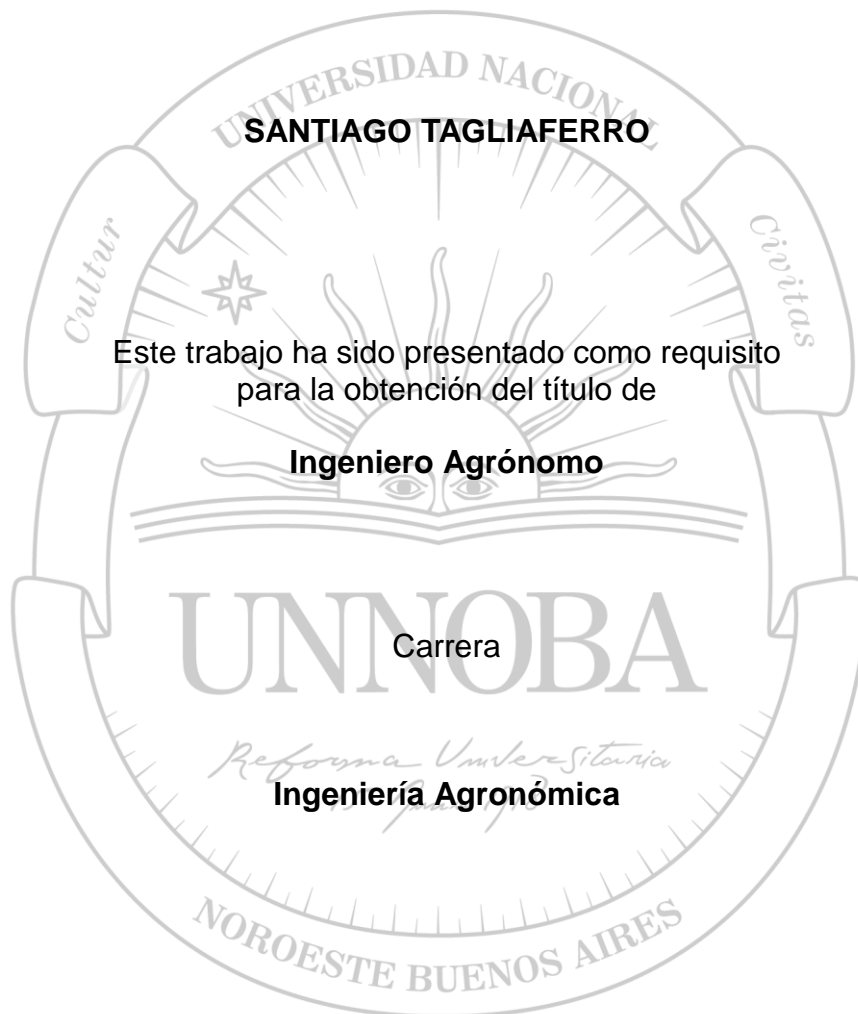 UNIVERSIDAD NACIONAL
SANTIAGO TAGLIAFERRO
Cultur
Civitas
Este trabajo ha sido presentado como requisito
para la obtención del título de
Ingeniero Agrónomo
UNNOBA
Carrera
Reforma Universitaria
Ingeniería Agronómica
NOROESTE BUENOS AIRES